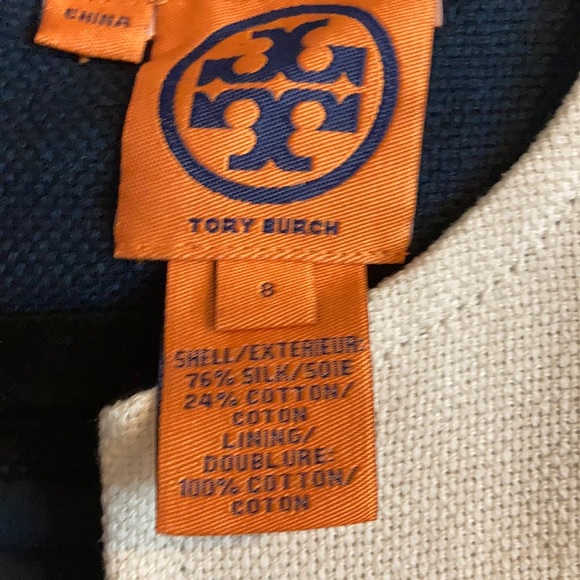 CHINA
TORY BURCH
8
SHELL/EXTERIEUR:
76% SILK/SOIE
24% COTTON/
COTON
LINING/
DOUBLURE:
100% COTTON/
COTON